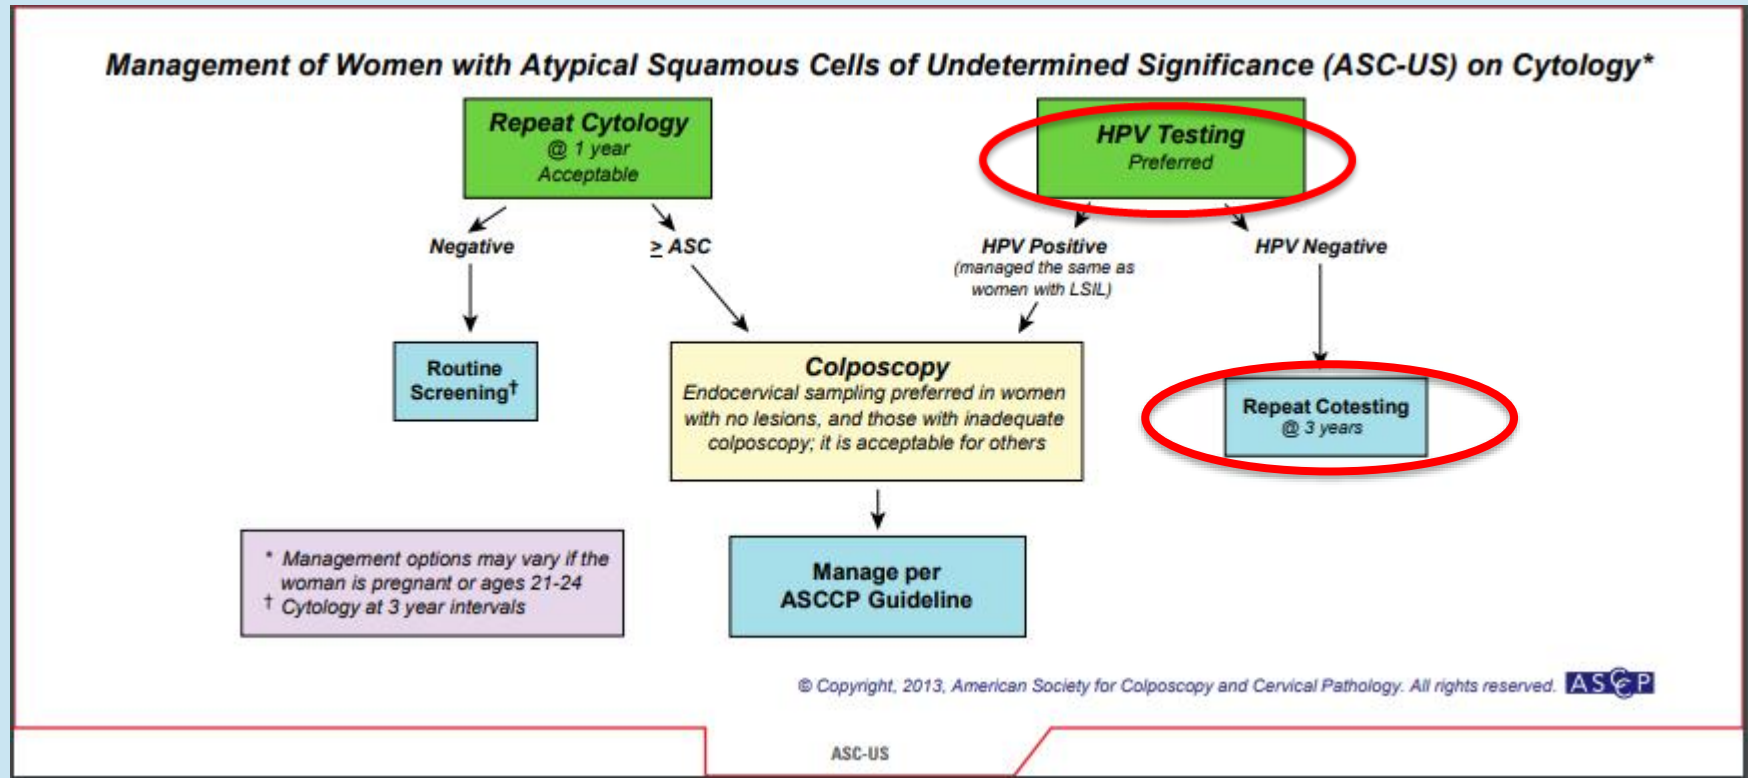 Management of Women with Atypical Squamous Cells of Undetermined Significance (ASC-US) on Cytology*
Repeat Cytology
@ 1 year
Acceptable
HPV Testing
Preferred
Negative
≥ ASC
HPV Positive
(managed the same as
women with LSIL)
HPV Negative
Routine
Screening†
Colposcopy
Endocervical sampling preferred in women
with no lesions, and those with inadequate
colposcopy; it is acceptable for others
Repeat Cotesting
@ 3 years
* Management options may vary if the
woman is pregnant or ages 21-24
† Cytology at 3 year intervals
Manage per
ASCCP Guideline
© Copyright, 2013, American Society for Colposcopy and Cervical Pathology. All rights reserved. ASCCP
ASC-US